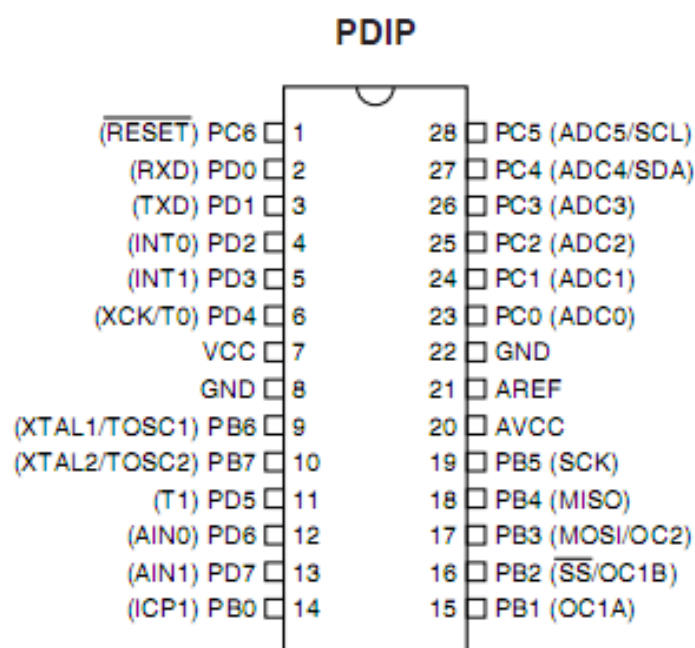 PDIP
(RESET) PC6 1 28 PC5 (ADC5/SCL)
(RXD) PD0 2 27 PC4 (ADC4/SDA)
(TXD) PD1 3 26 PC3 (ADC3)
(INT0) PD2 4 25 PC2 (ADC2)
(INT1) PD3 5 24 PC1 (ADC1)
(XCK/T0) PD4 6 23 PC0 (ADC0)
VCC 7 22 GND
GND 8 21 AREF
(XTAL1/TOSC1) PB6 9 20 AVCC
(XTAL2/TOSC2) PB7 10 19 PB5 (SCK)
(T1) PD5 11 18 PB4 (MISO)
(AIN0) PD6 12 17 PB3 (MOSI/OC2)
(AIN1) PD7 13 16 PB2 (SS/OC1B)
(ICP1) PB0 14 15 PB1 (OC1A)